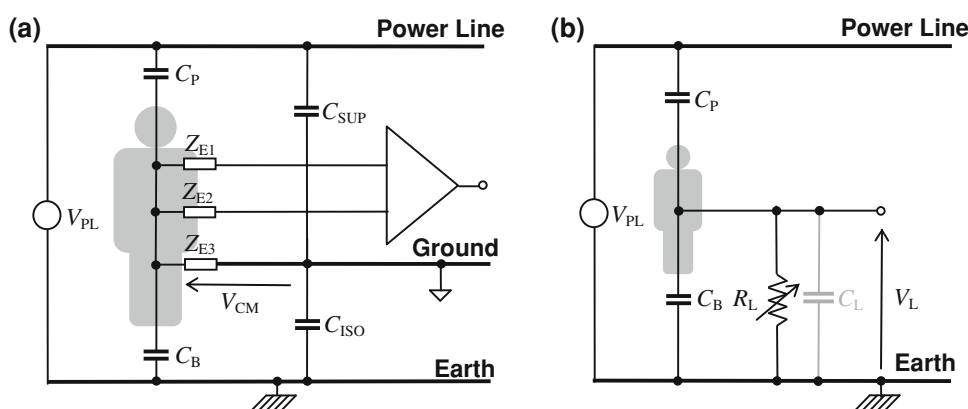 (a)
Power Line
C_P
C_SUP
Z_E1
Z_E2
V_PL
Z_E3
Ground
V_CM
C_ISO
C_B
Earth
(b)
Power Line
C_P
V_PL
C_B
R_L
C_L
V_L
Earth